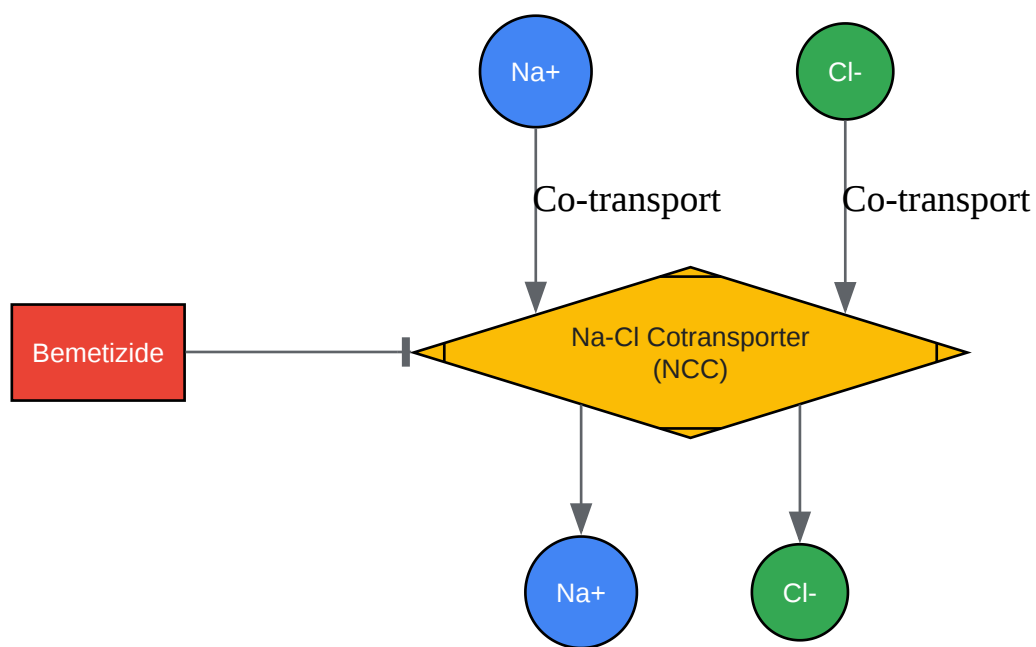 Na+
Cl-
Co-transport
Co-transport
Bemetizide
Na-Cl Cotransporter
(NCC)
Na+
Cl-